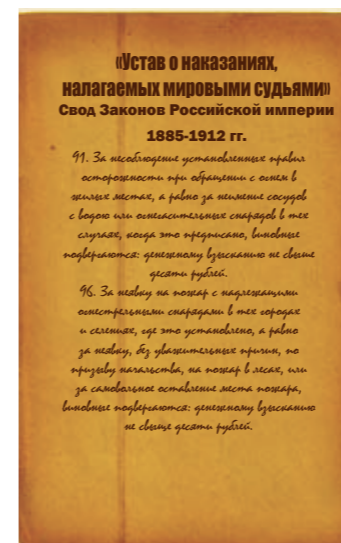 «Устав о наказаниях,
налагаемых мировыми судьями»
Свод Законов Российской империи
1885-1912 гг.
91. За несоблюдение установленных правил
осторожности при обращении с огнем в
жилых местах, а равно за неимение сосудов
с водою или огнегасительных снарядов в тех
случаях, когда это предписано, виновные
подвергаются: денежному взысканию не свыше
десяти рублей.
96. За неявку на пожар с надлежащими
огнестрельными снарядами в тех городах
и селениях, где это установлено, а равно
за неявку, без уважительных причин, по
призыву начальства, на пожар в лесах, или
за самовольное оставление места пожара,
виновные подвергаются: денежному взысканию
не свыше десяти рублей.